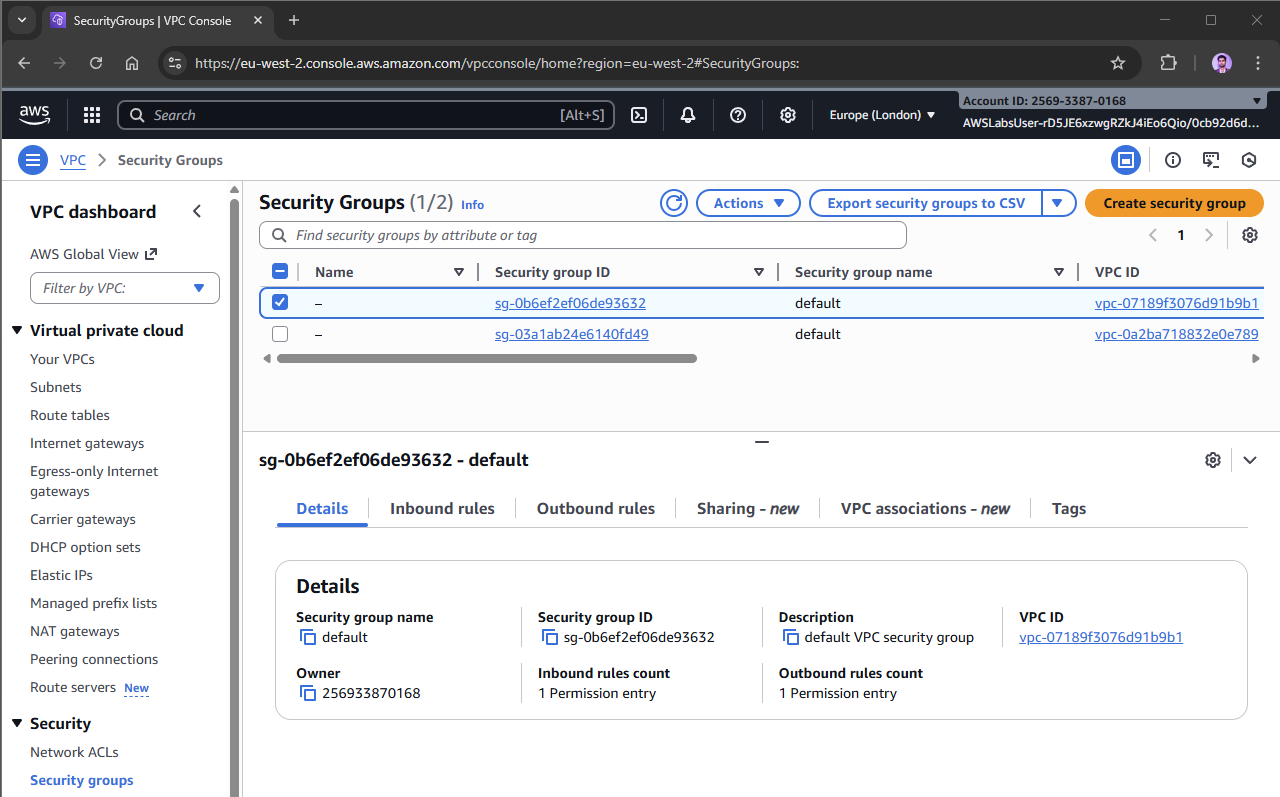 SecurityGroups | VPC Console
https://eu-west-2.console.aws.amazon.com/vpcconsole/home?region=eu-west-2#SecurityGroups:
aws
Search
[Alt+S]
Europe (London)
Account ID: 2569-3387-0168
AWSLabsUser-rD5JE6xzwgRZkJ4iEo6Qio/0cb92d6d...
VPC
Security Groups
VPC dashboard
AWS Global View
Filter by VPC:
Virtual private cloud
Your VPCs
Subnets
Route tables
Internet gateways
Egress-only Internet
gateways
Carrier gateways
DHCP option sets
Elastic IPs
Managed prefix lists
NAT gateways
Peering connections
Route servers New
Security
Network ACLs
Security groups
Security Groups (1/2) Info
Actions
Export security groups to CSV
Create security group
Find security groups by attribute or tag
1
Name Security group ID Security group name VPC ID
– sg-0b6ef2ef06de93632 default vpc-07189f3076d91b9b1
– sg-03a1ab24e6140fd49 default vpc-0a2ba718832e0e789
sg-0b6ef2ef06de93632 - default
Details Inbound rules Outbound rules Sharing - new VPC associations - new Tags
Details
Security group name Security group ID Description VPC ID
default sg-0b6ef2ef06de93632 default VPC security group vpc-07189f3076d91b9b1
Owner Inbound rules count Outbound rules count
256933870168 1 Permission entry 1 Permission entry